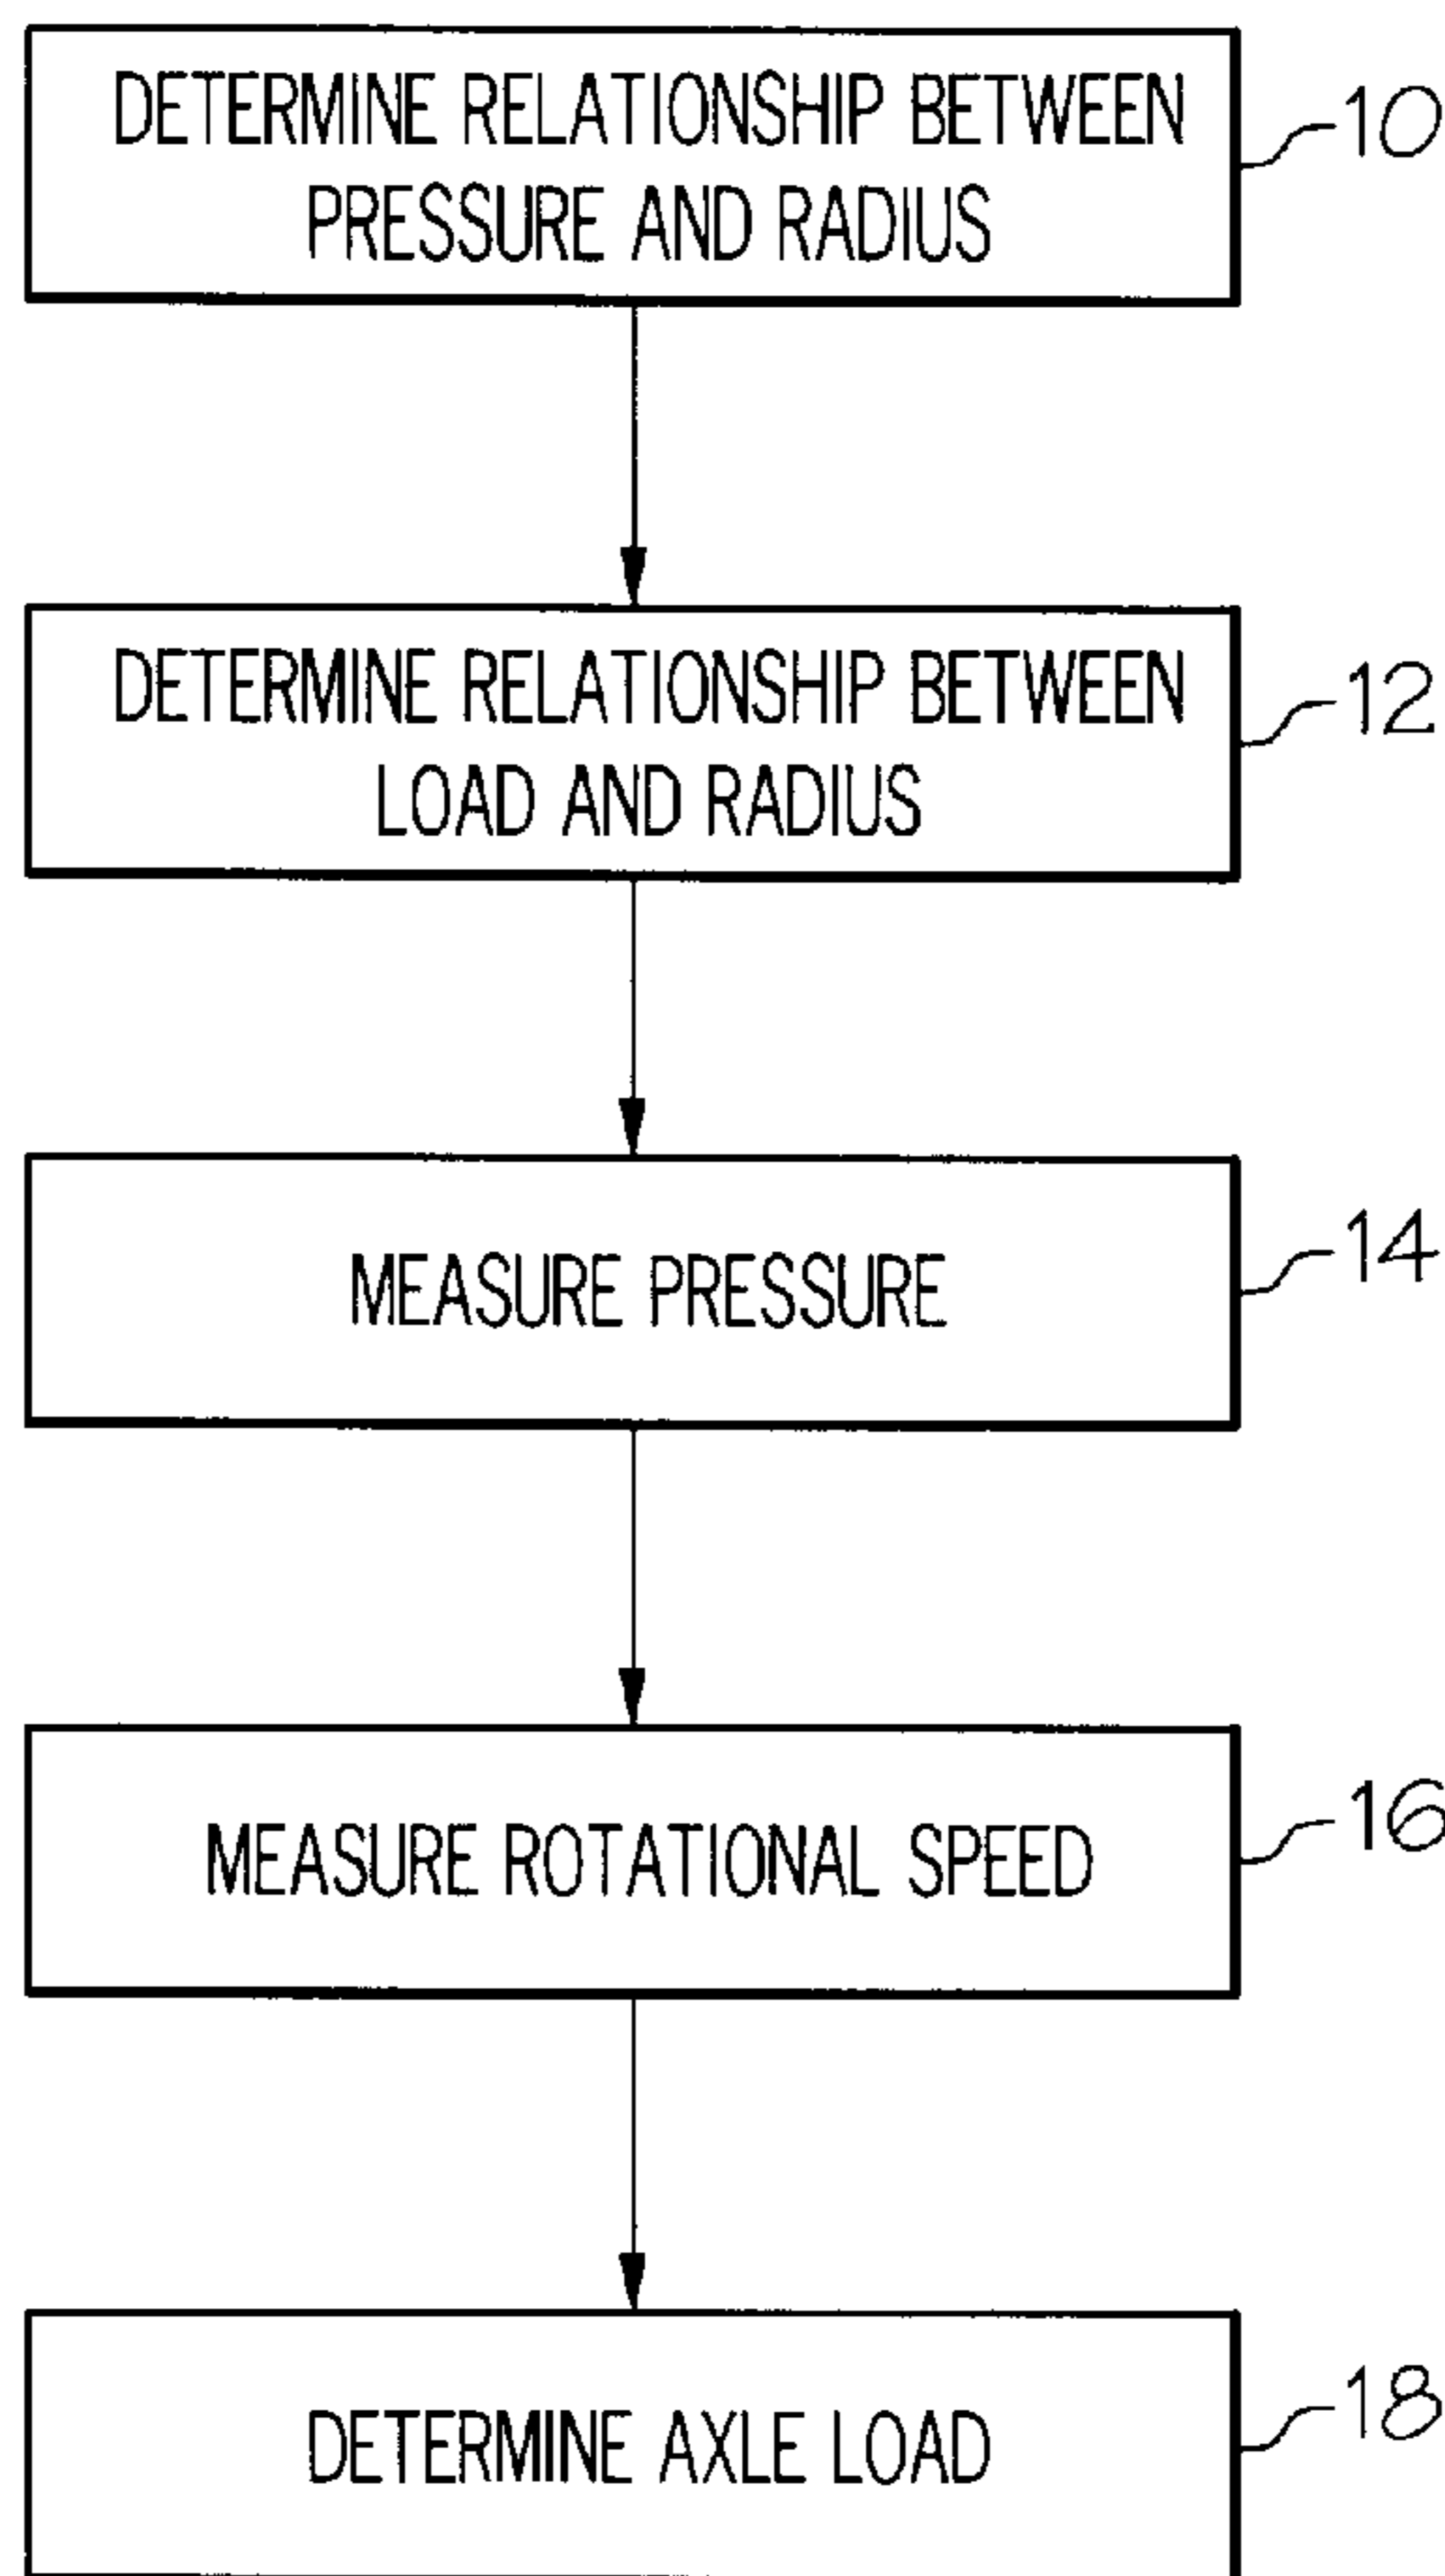 DETERMINE RELATIONSHIP BETWEEN
PRESSURE AND RADIUS
10
DETERMINE RELATIONSHIP BETWEEN
LOAD AND RADIUS
12
MEASURE PRESSURE
14
MEASURE ROTATIONAL SPEED
16
DETERMINE AXLE LOAD
18